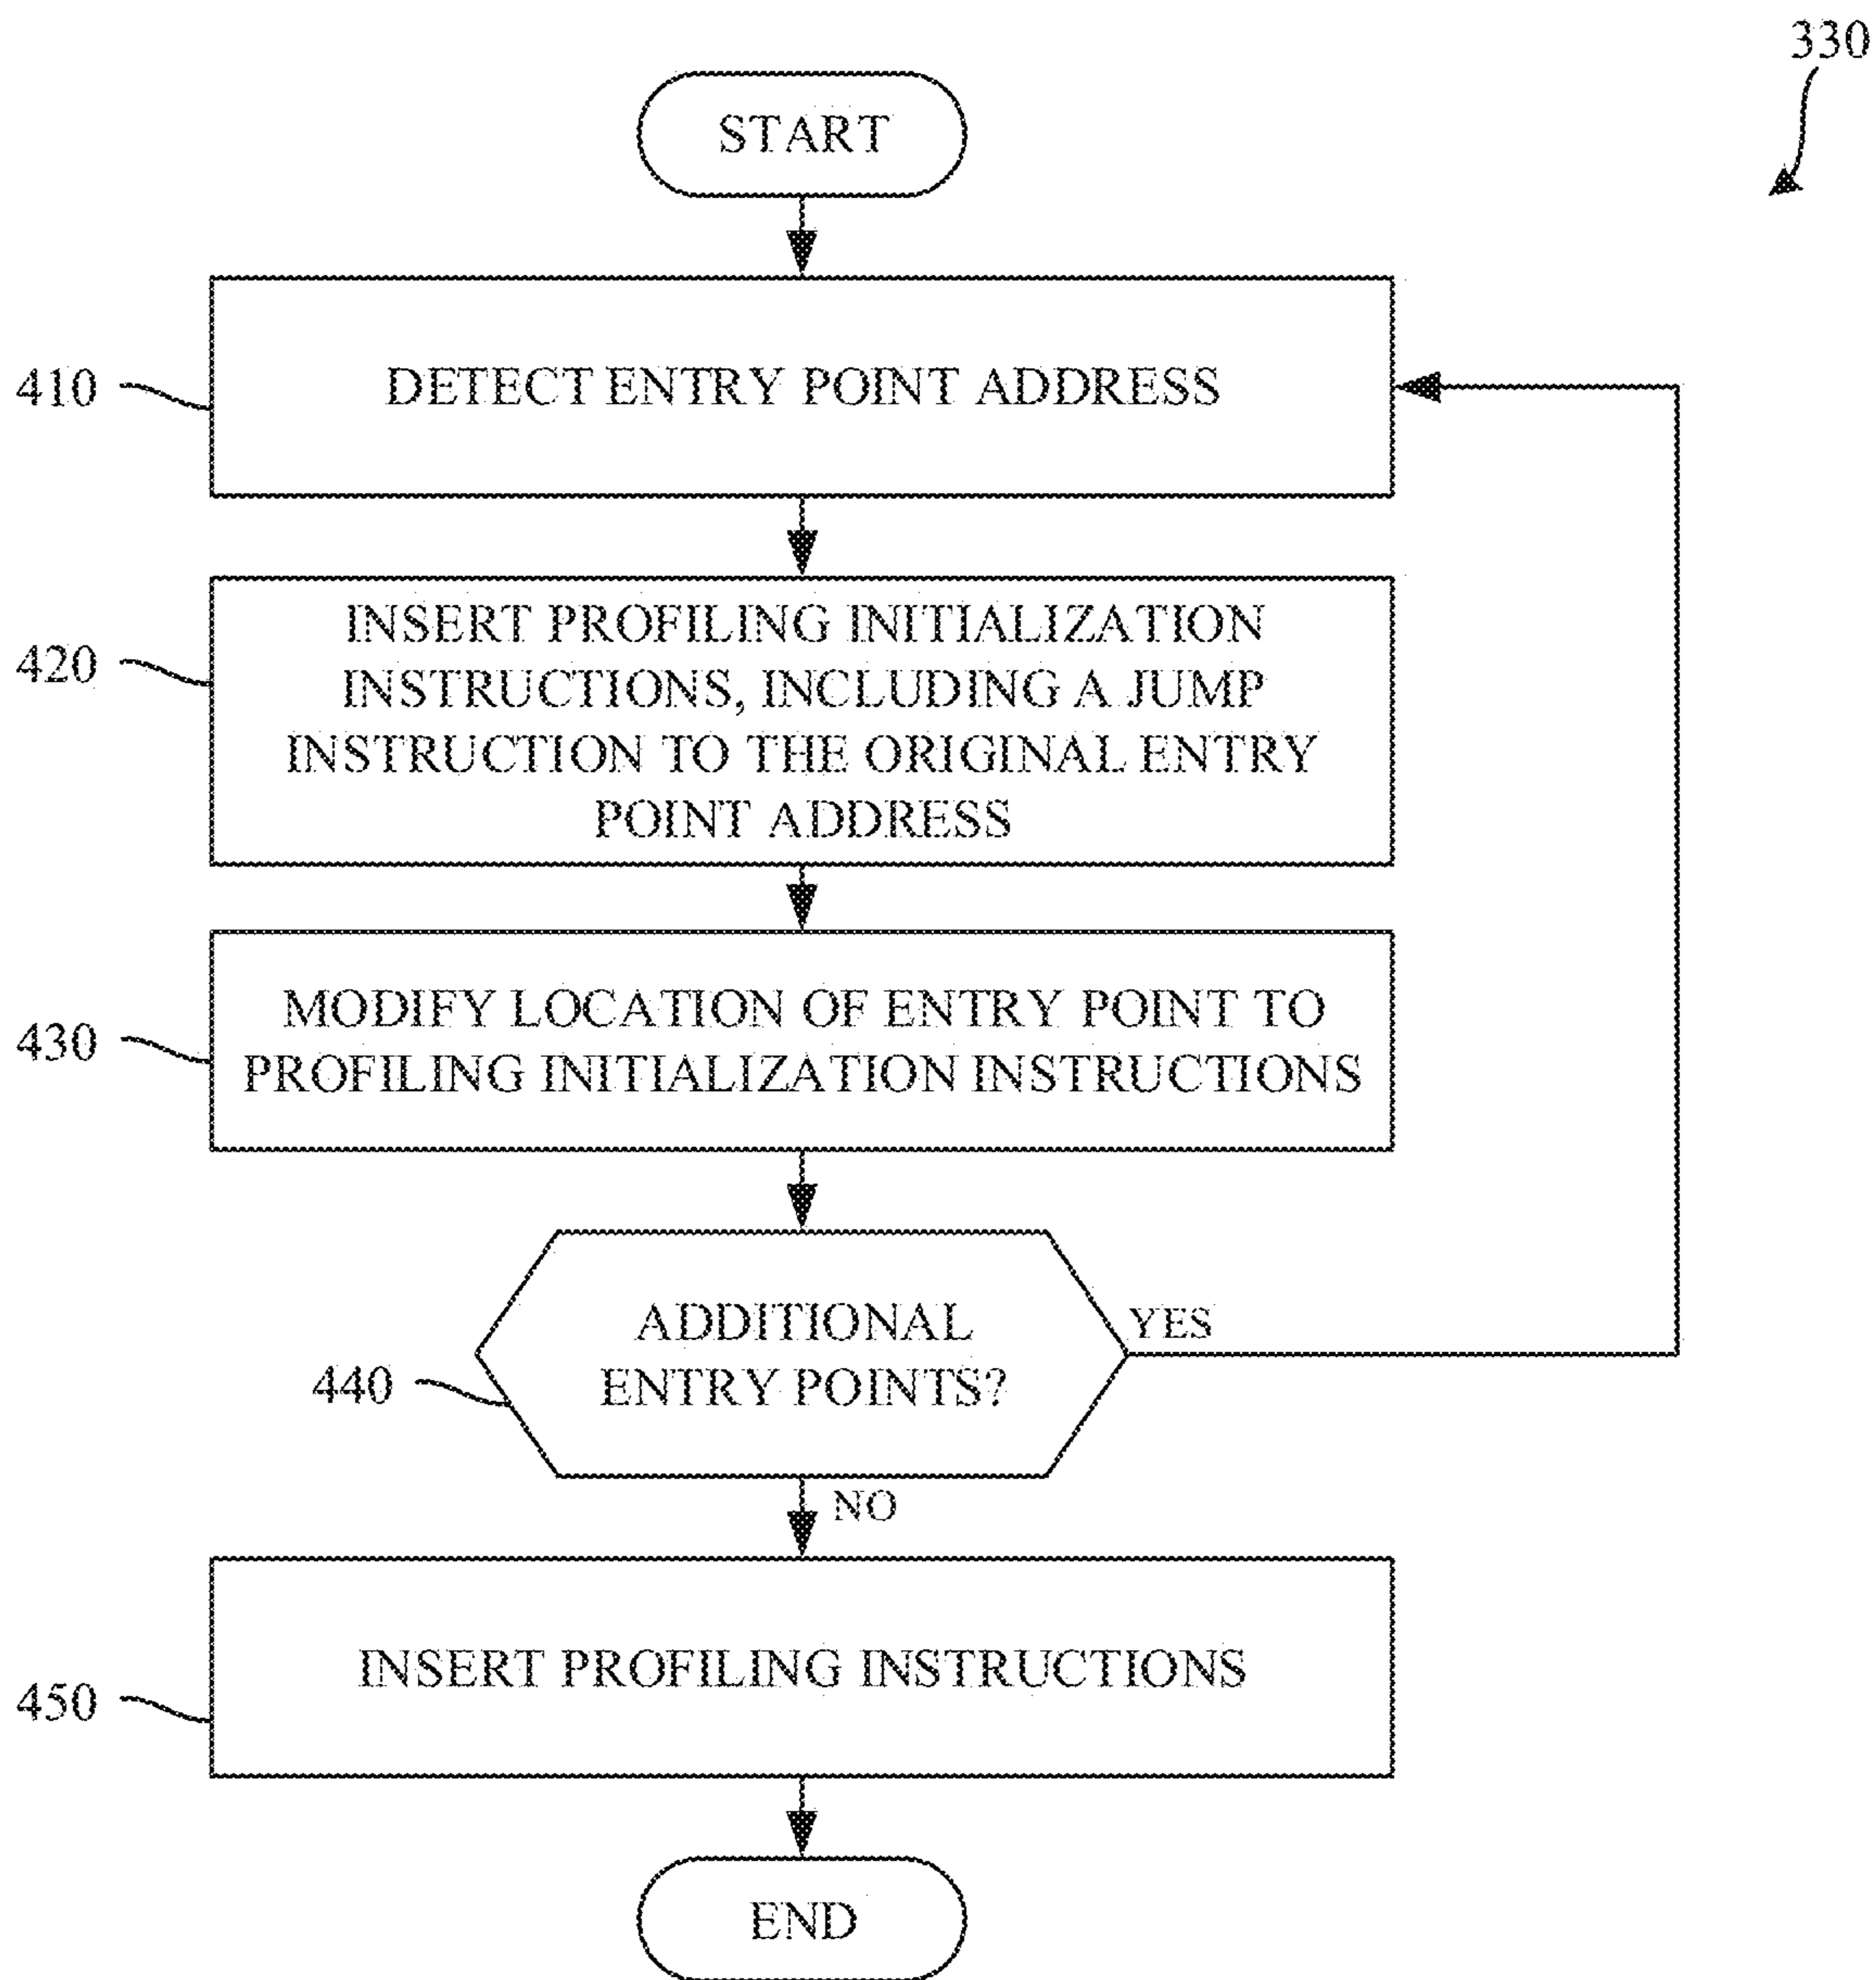 330
START
410
DETECT ENTRY POINT ADDRESS
420
INSERT PROFILING INITIALIZATION
INSTRUCTIONS, INCLUDING A JUMP
INSTRUCTION TO THE ORIGINAL ENTRY
POINT ADDRESS
430
MODIFY LOCATION OF ENTRY POINT TO
PROFILING INITIALIZATION INSTRUCTIONS
440
ADDITIONAL
ENTRY POINTS?
YES
NO
450
INSERT PROFILING INSTRUCTIONS
END